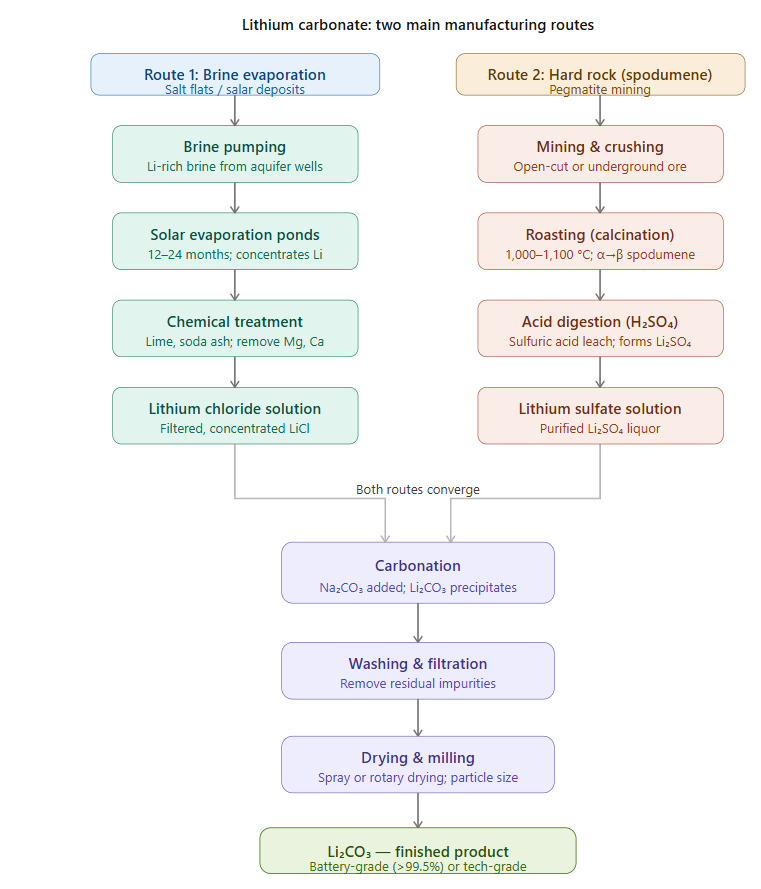 Lithium carbonate: two main manufacturing routes
Route 1: Brine evaporation
Salt flats / salar deposits
Brine pumping
Li-rich brine from aquifer wells
Solar evaporation ponds
12–24 months; concentrates Li
Chemical treatment
Lime, soda ash; remove Mg, Ca
Lithium chloride solution
Filtered, concentrated LiCl
Route 2: Hard rock (spodumene)
Pegmatite mining
Mining & crushing
Open-cut or underground ore
Roasting (calcination)
1,000–1,100 °C; α→β spodumene
Acid digestion (H₂SO₄)
Sulfuric acid leach; forms Li₂SO₄
Lithium sulfate solution
Purified Li₂SO₄ liquor
Both routes converge
Carbonation
Na₂CO₃ added; Li₂CO₃ precipitates
Washing & filtration
Remove residual impurities
Drying & milling
Spray or rotary drying; particle size
Li₂CO₃ — finished product
Battery-grade (>99.5%) or tech-grade